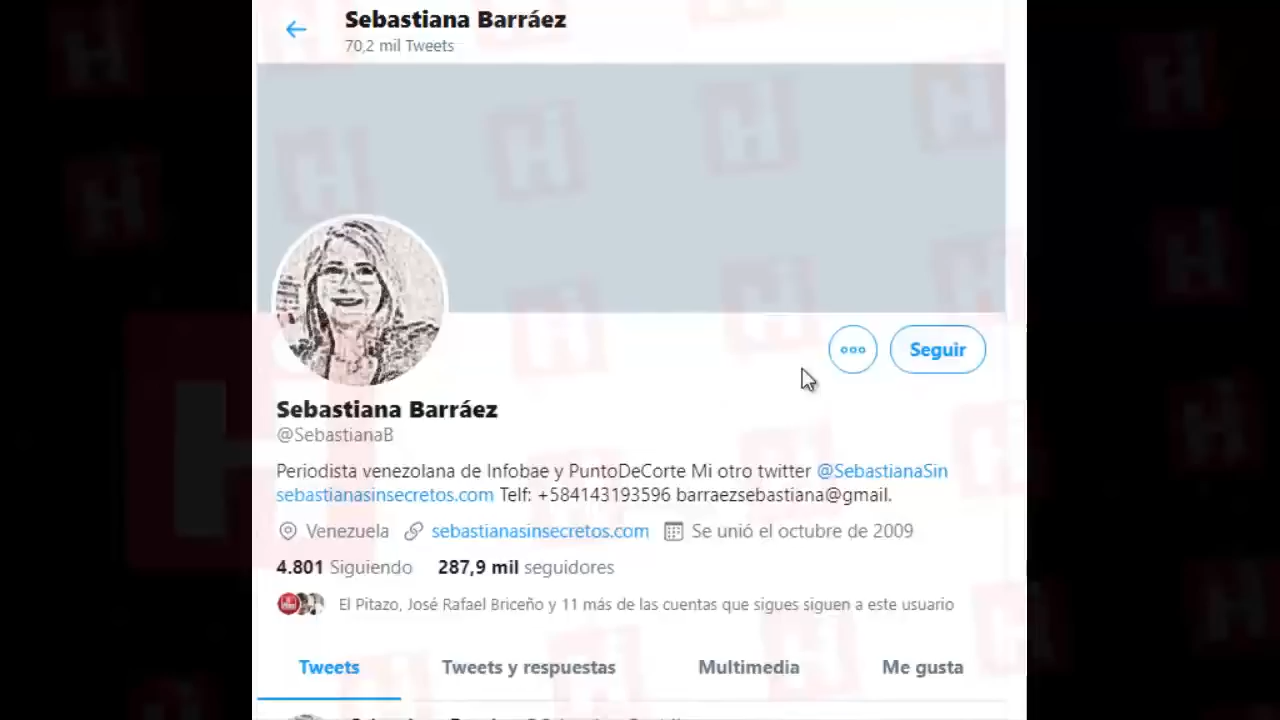 Sebastiana Barráez
70,2 mil Tweets
Seguir
Sebastiana Barráez
@SebastianaB
Periodista venezolana de Infobae y PuntoDeCorte Mi otro twitter @SebastianaSin
sebastianasinsecretos.com Telf: +584143193596 barraezsebastiana@gmail.
Venezuela sebastianasinsecretos.com Se unió el octubre de 2009
4.801 Siguiendo 287,9 mil seguidores
El Pitazo, José Rafael Briceño y 11 más de las cuentas que sigues siguen a este usuario
Tweets Tweets y respuestas Multimedia Me gusta